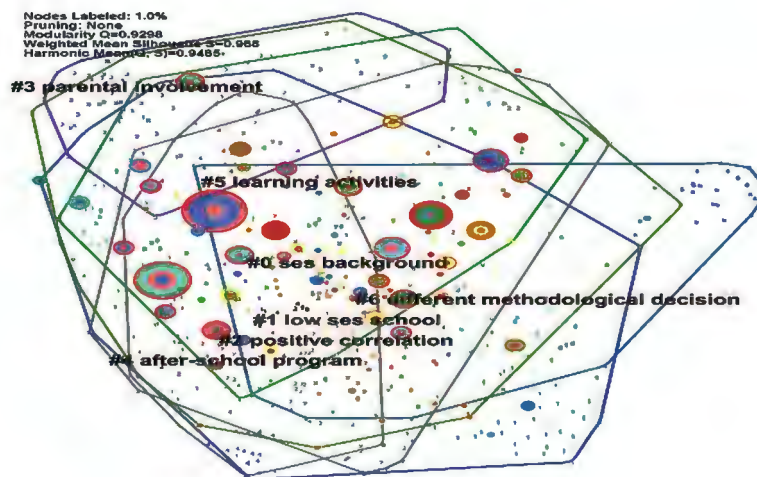 Nodes Labeled: 1.0%
Pruning: None
Modularity Q=0.9298
Weighted Mean Silhouette S=0.968
Harmonic Mean(Q, S)=0.9485
#3 parental involvement
#5 learning activities
#0 ses background
#6 different methodological decision
#1 low ses school
#2 positive correlation
#4 after-school program